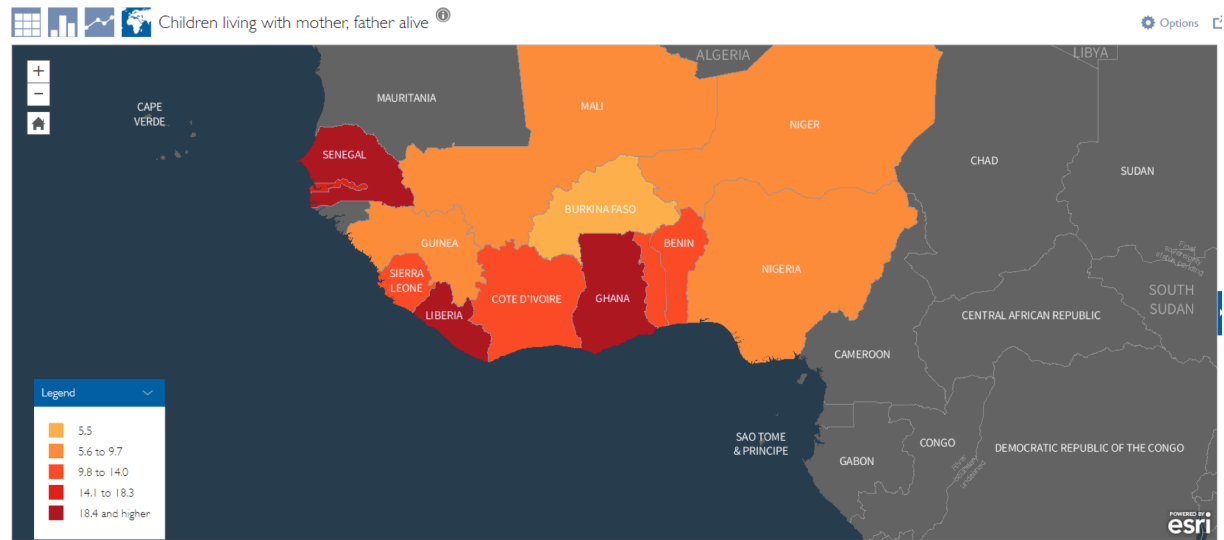 Children living with mother, father alive
Options
ALGERIA
LIBYA
CAPE
VERDE
MAURITANIA
MALI
NIGER
CHAD
SUDAN
SENEGAL
BURKINA FASO
GUINEA
BENIN
NIGERIA
SIERRA
LEONE
COTE D'IVOIRE
GHANA
LIBERIA
SOUTH
SUDAN
CENTRAL AFRICAN REPUBLIC
CAMEROON
SAO TOME
& PRINCIPE
GABON
CONGO
DEMOCRATIC REPUBLIC OF THE CONGO
Legend
5.5
5.6 to 9.7
9.8 to 14.0
14.1 to 18.3
18.4 and higher
POWERED BY
esri